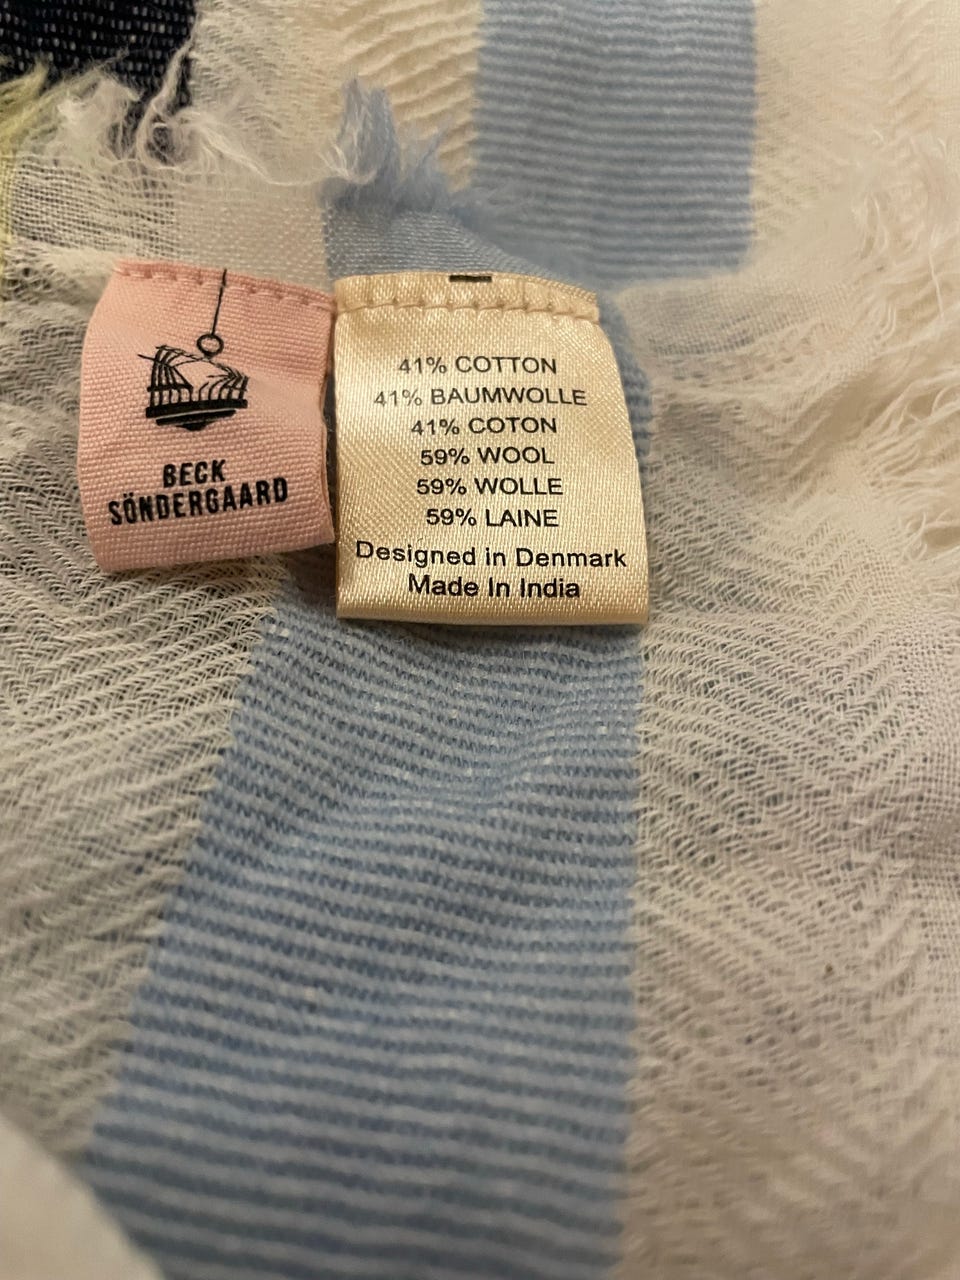 BECK
SÖNDERGAARD
41% COTTON
41% BAUMWOLLE
41% COTON
59% WOOL
59% WOLLE
59% LAINE
Designed in Denmark
Made In India